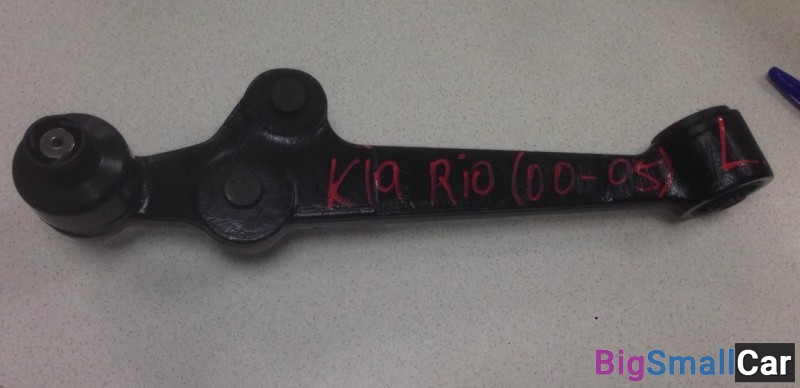 Kia Rio (00-05) L
BigSmallCar